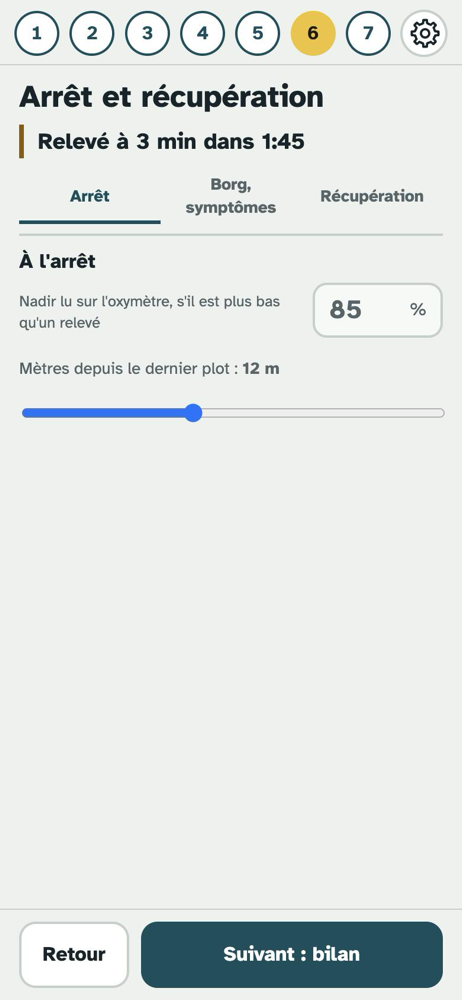 1 2 3 4 5 6 7
Arrêt et récupération
Relevé à 3 min dans 1:45
Arrêt
Borg,
symptômes
Récupération
À l'arrêt
Nadir lu sur l'oxymètre, s'il est plus bas
qu'un relevé
85 %
Mètres depuis le dernier plot : 12 m
Retour
Suivant : bilan